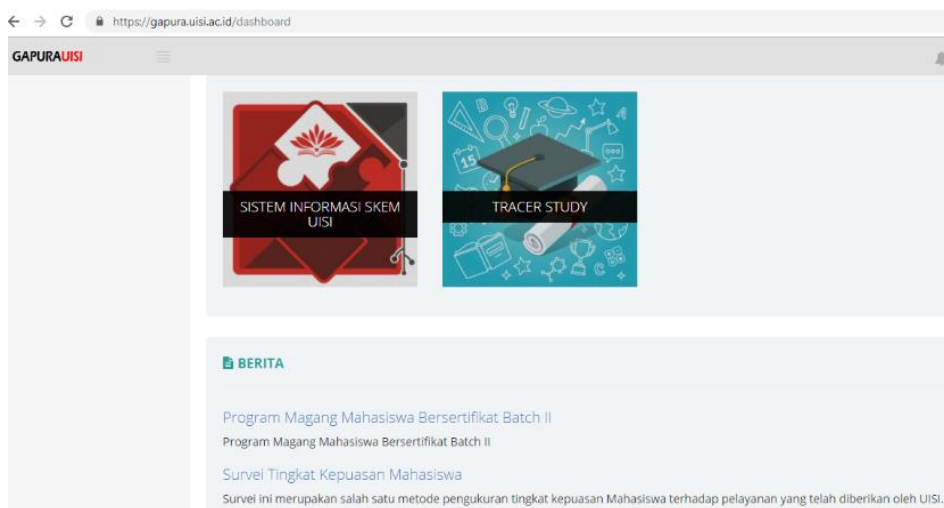 https://gapura.uisi.ac.id/dashboard
GAPURAUISI
SISTEM INFORMASI SKEM
UISI
TRACER STUDY
15
BERITA
Program Magang Mahasiswa Bersertifikat Batch II
Program Magang Mahasiswa Bersertifikat Batch II
Survei Tingkat Kepuasan Mahasiswa
Survei ini merupakan salah satu metode pengukuran tingkat kepuasan Mahasiswa terhadap pelayanan yang telah diberikan oleh UISI.